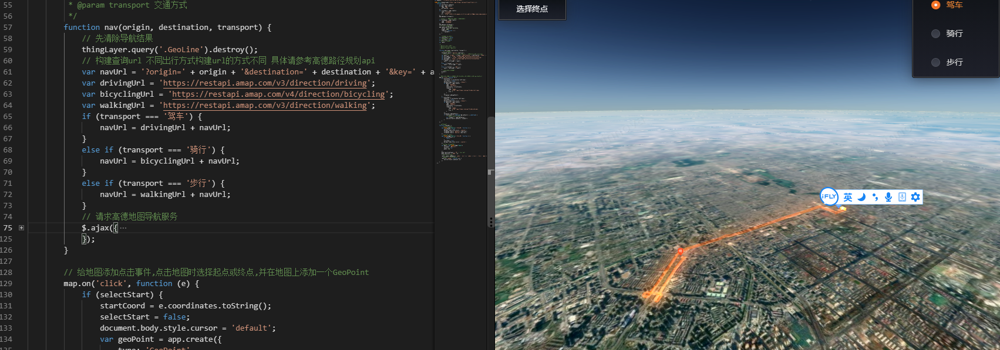 55 * @param transport 交通方式
56 */
57 function nav(origin, destination, transport) {
58 // 先清除导航结果
59 thingLayer.query('.GeoLine').destroy();
60 // 构建查询url 不同出行方式构建url的方式不同 具体请参考高德路径规划api
61 var navUrl = '?origin=' + origin + '&destination=' + destination + '&key=' + a
62 var drivingUrl = 'https://restapi.amap.com/v3/direction/driving';
63 var bicyclingUrl = 'https://restapi.amap.com/v4/direction/bicycling';
64 var walkingUrl = 'https://restapi.amap.com/v3/direction/walking';
65 if (transport === '驾车') {
66 navUrl = drivingUrl + navUrl;
67 }
68 else if (transport === '骑行') {
69 navUrl = bicyclingUrl + navUrl;
70 }
71 else if (transport === '步行') {
72 navUrl = walkingUrl + navUrl;
73 }
74 // 请求高德地图导航服务
75 $.ajax({ ···
125 });
126 }
127
128 // 给地图添加点击事件,点击地图时选择起点或终点,并在地图上添加一个GeoPoint
129 map.on('click', function (e) {
130 if (selectStart) {
131 startCoord = e.coordinates.toString();
132 selectStart = false;
133 document.body.style.cursor = 'default';
134 var geoPoint = app.create({
135 type: 'GeoPoint'
选择终点
驾车
骑行
步行
iFLY 英